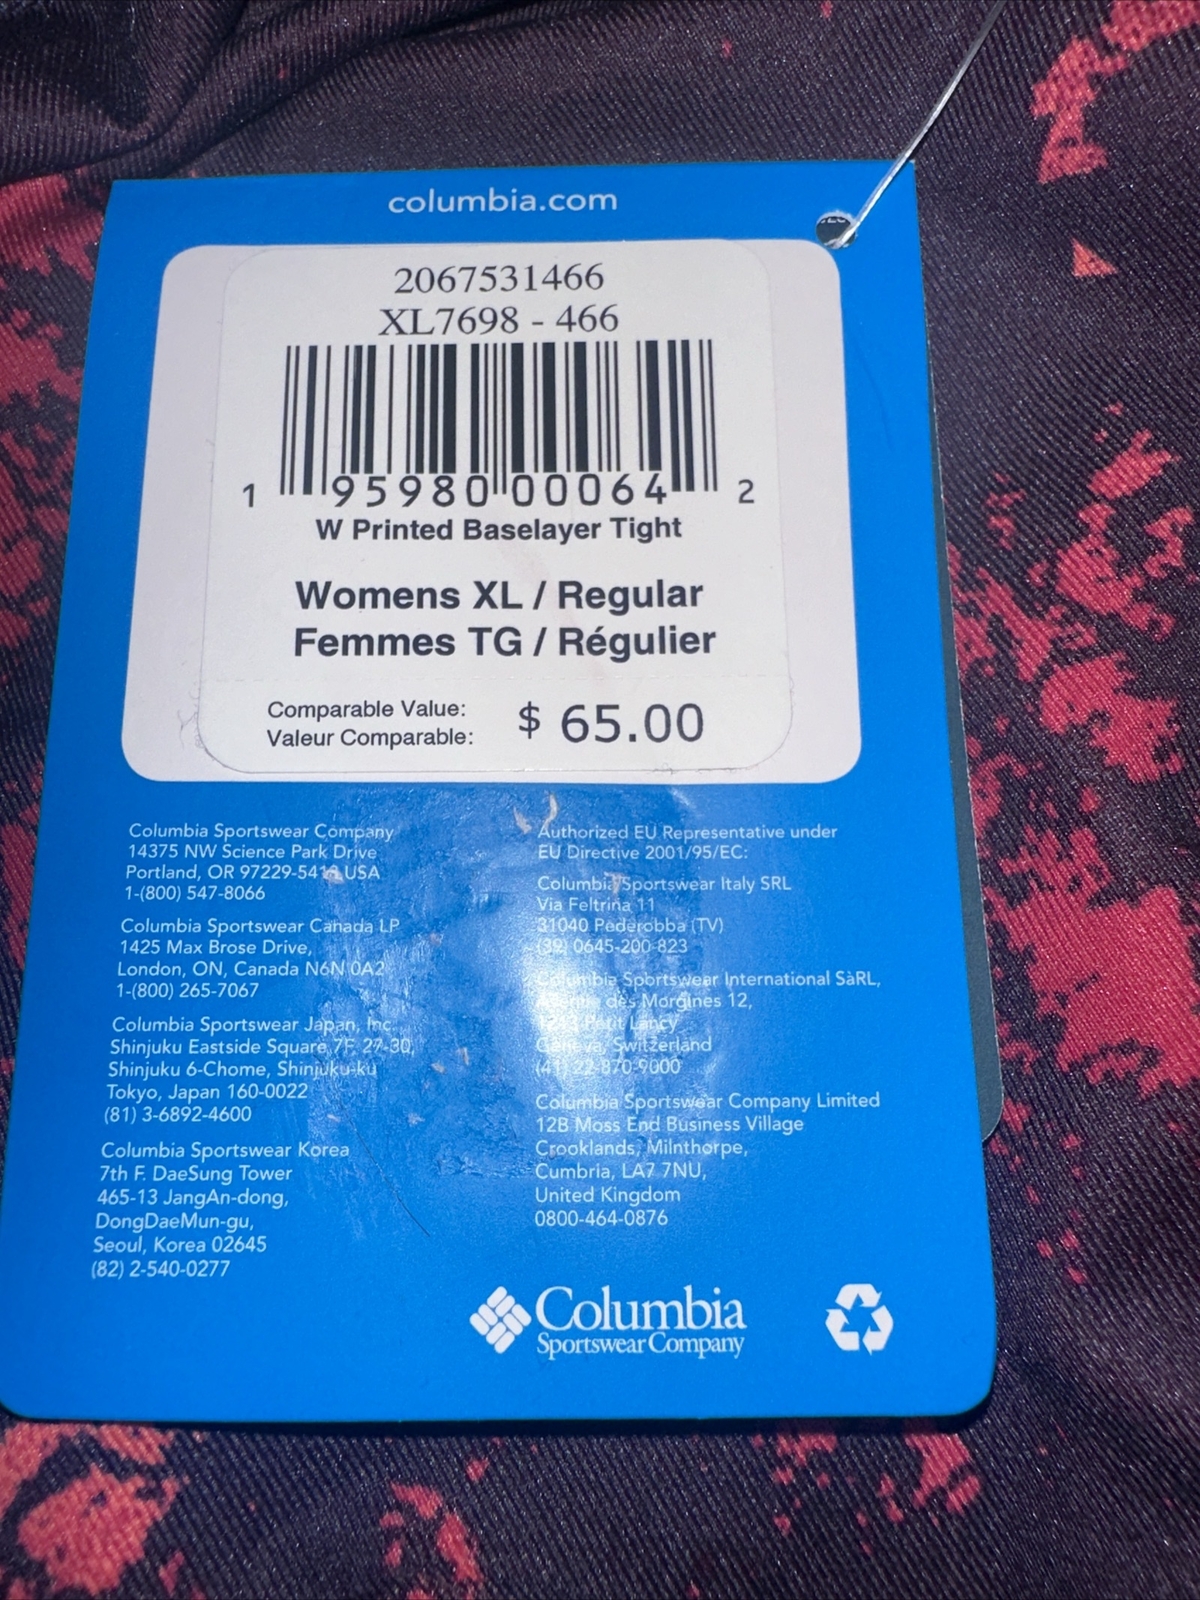 columbia.com
2067531466
XL7698 - 466
1 95980 00064 2
W Printed Baselayer Tight
Womens XL / Regular
Femmes TG / Régulier
Comparable Value:
Valeur Comparable:
$ 65.00
Columbia Sportswear Company
14375 NW Science Park Drive
Portland, OR 97229-5418 USA
1-(800) 547-8066
Columbia Sportswear Canada LP
1425 Max Brose Drive,
London, ON, Canada N6N 0A2
1-(800) 265-7067
Columbia Sportswear Japan, Inc.
Shinjuku Eastside Square 7F 27-30,
Shinjuku 6-Chome, Shinjuku-ku
Tokyo, Japan 160-0022
(81) 3-6892-4600
Columbia Sportswear Korea
7th F. DaeSung Tower
465-13 JangAn-dong,
DongDaeMun-gu,
Seoul, Korea 02645
(82) 2-540-0277
Authorized EU Representative under
EU Directive 2001/95/EC:
Columbia Sportswear Italy SRL
Via Feltrina 11
31040 Pederobba (TV)
(39) 0645-200-823
Columbia Sportswear International SàRL,
Avenue des Morgines 12,
1213 Petit Lancy
Geneva, Switzerland
(41) 22-870-9000
Columbia Sportswear Company Limited
12B Moss End Business Village
Crooklands, Milnthorpe,
Cumbria, LA7 7NU,
United Kingdom
0800-464-0876
Columbia
Sportswear Company